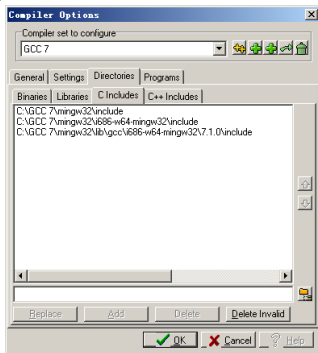 Compiler Options
Compiler set to configure
GCC 7
General Settings Directories Programs
Binaries Libraries C Includes C++ Includes
C:\GCC 7\mingw32\include
C:\GCC 7\mingw32\i686-w64-mingw32\include
C:\GCC 7\mingw32\lib\gcc\i686-w64-mingw32\7.1.0\include
Replace Add Delete Delete Invalid
OK Cancel Help